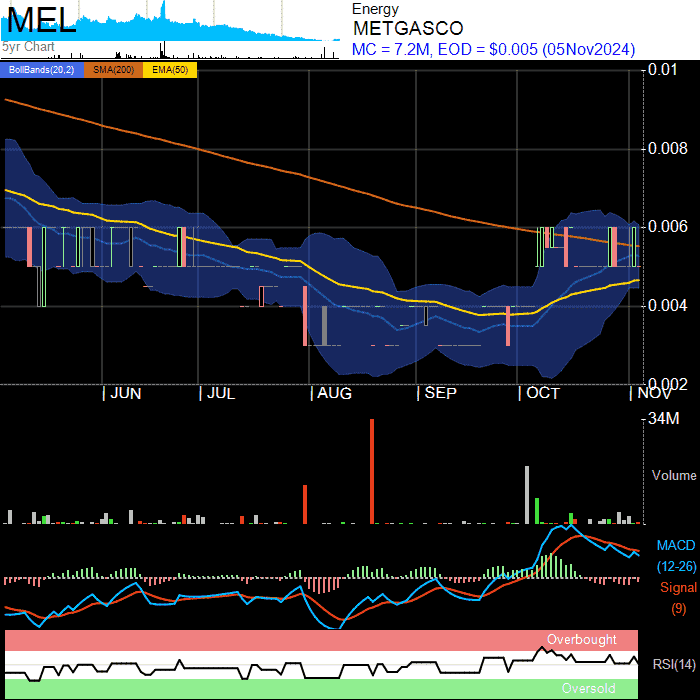 MEL
5yr Chart
Energy
METGASCO
MC = 7.2M, EOD = $0.005 (05Nov2024)
BollBands(20,2) SMA(200) EMA(50)
0.01
0.008
0.006
0.004
0.002
JUN JUL AUG SEP OCT NOV
34M
Volume
MACD
(12-26)
Signal
(9)
Overbought
RSI(14)
Oversold